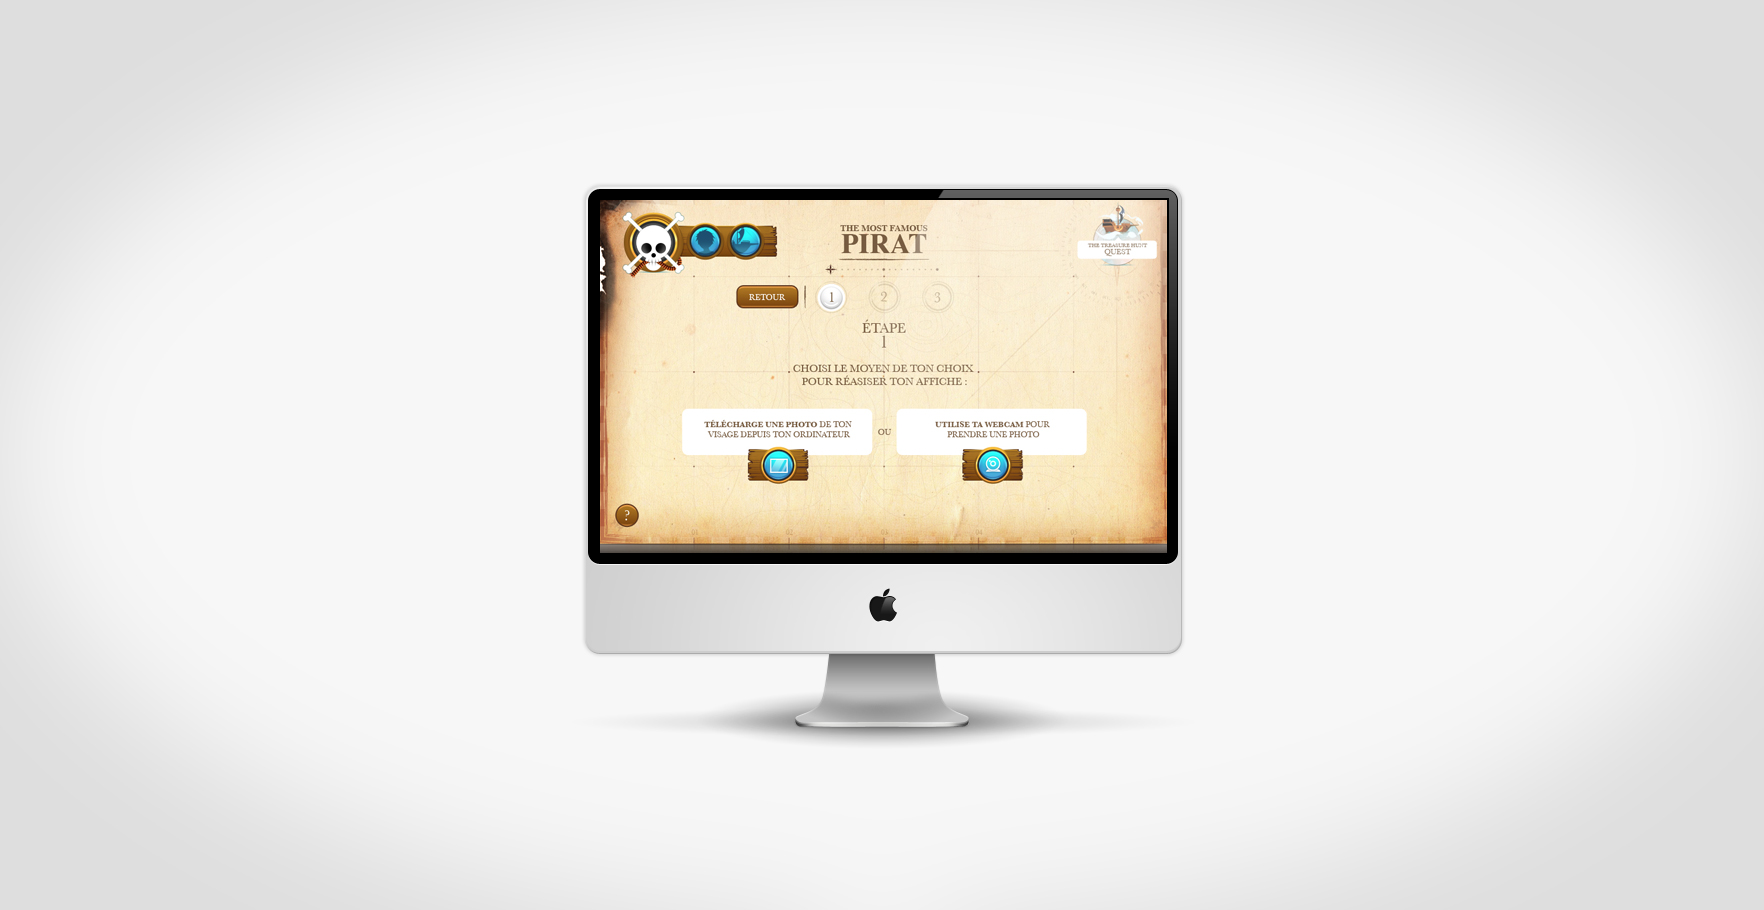 THE MOST FAMOUS
PIRAT
THE TREASURE HUNT
QUEST
RETOUR
1
2
3
ÉTAPE
1
CHOISI LE MOYEN DE TON CHOIX
POUR RÉASISER TON AFFICHE :
TÉLÉCHARGE UNE PHOTO DE TON
VISAGE DEPUIS TON ORDINATEUR
OU
UTILISE TA WEBCAM POUR
PRENDRE UNE PHOTO
?